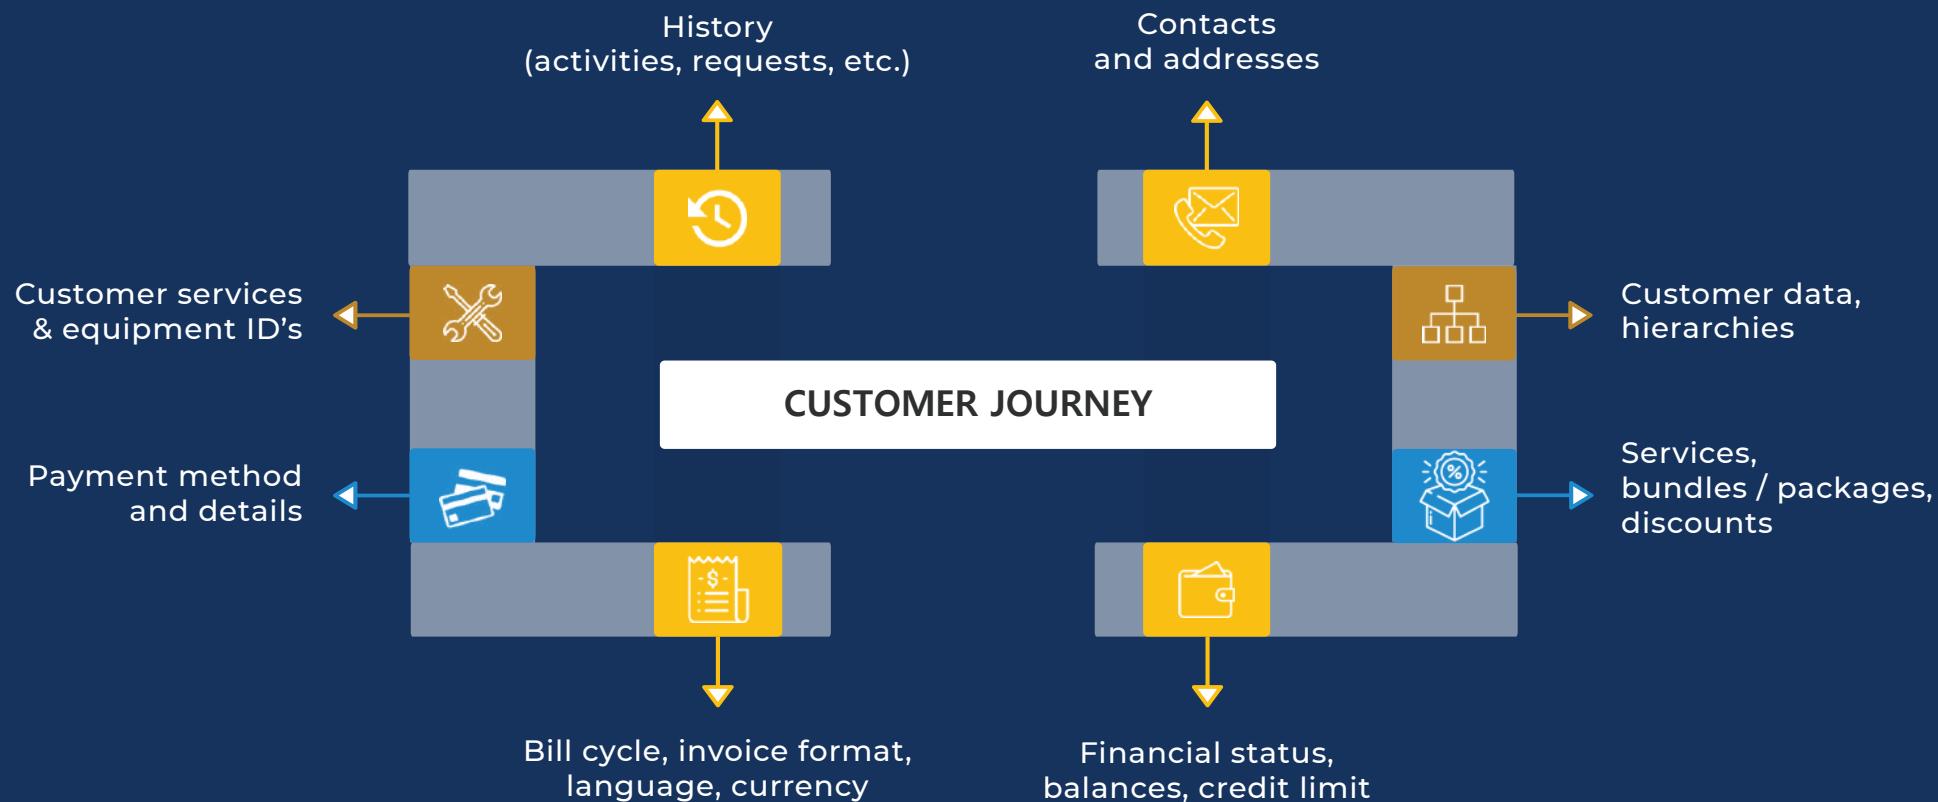 History
(activities, requests, etc.)
Contacts
and addresses
Customer services
& equipment ID’s
Customer data,
hierarchies
CUSTOMER JOURNEY
Payment method
and details
Services,
bundles / packages,
discounts
%
$
Bill cycle, invoice format,
language, currency
Financial status,
balances, credit limit